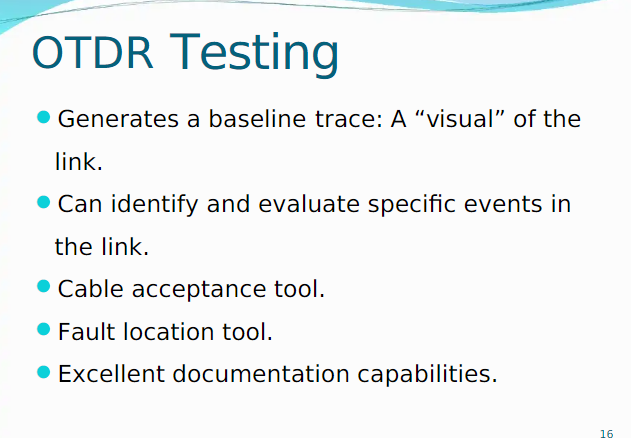 OTDR Testing
Generates a baseline trace: A “visual” of the
link.
Can identify and evaluate specific events in
the link.
Cable acceptance tool.
Fault location tool.
Excellent documentation capabilities.
16